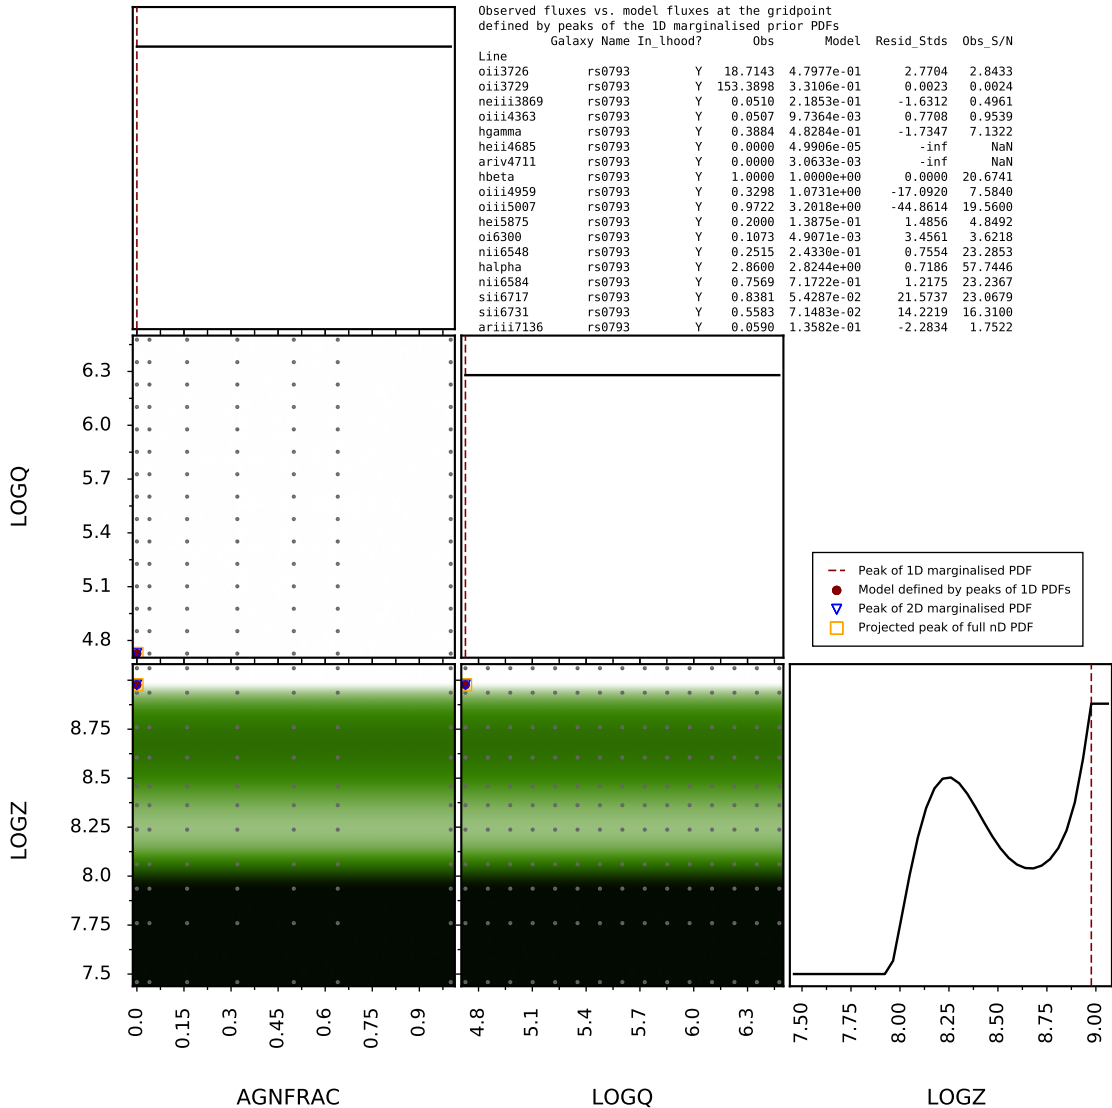 Observed fluxes vs. model fluxes at the gridpoint
defined by peaks of the 1D marginalised prior PDFs
Galaxy Name In_lhood? Obs Model Resid_Stds Obs_S/N
Line
oii3726 rs0793 Y 18.7143 4.7977e-01 2.7704 2.8433
oii3729 rs0793 Y 153.3898 3.3106e-01 0.0023 0.0024
neiii3869 rs0793 Y 0.0510 2.1853e-01 -1.6312 0.4961
oiii4363 rs0793 Y 0.0507 9.7364e-03 0.7708 0.9539
hgamma rs0793 Y 0.3884 4.8284e-01 -1.7347 7.1322
heii4685 rs0793 Y 0.0000 4.9906e-05 -inf NaN
ariv4711 rs0793 Y 0.0000 3.0633e-03 -inf NaN
hbeta rs0793 Y 1.0000 1.0000e+00 0.0000 20.6741
oiii4959 rs0793 Y 0.3298 1.0731e+00 -17.0920 7.5840
oiii5007 rs0793 Y 0.9722 3.2018e+00 -44.8614 19.5600
hei5875 rs0793 Y 0.2000 1.3875e-01 1.4856 4.8492
oi6300 rs0793 Y 0.1073 4.9071e-03 3.4561 3.6218
nii6548 rs0793 Y 0.2515 2.4330e-01 0.7554 23.2853
halpha rs0793 Y 2.8600 2.8244e+00 0.7186 57.7446
nii6584 rs0793 Y 0.7569 7.1722e-01 1.2175 23.2367
sii6717 rs0793 Y 0.8381 5.4287e-02 21.5737 23.0679
sii6731 rs0793 Y 0.5583 7.1483e-02 14.2219 16.3100
ariii7136 rs0793 Y 0.0590 1.3582e-01 -2.2834 1.7522
LOGQ
6.3
6.0
5.7
5.4
5.1
4.8
Peak of 1D marginalised PDF
Model defined by peaks of 1D PDFs
Peak of 2D marginalised PDF
Projected peak of full nD PDF
LOGZ
8.75
8.5
8.25
8.0
7.75
7.5
0.0 0.15 0.3 0.45 0.6 0.75 0.9
4.8 5.1 5.4 5.7 6.0 6.3
7.50 7.75 8.00 8.25 8.50 8.75 9.00
AGNFRAC
LOGQ
LOGZ